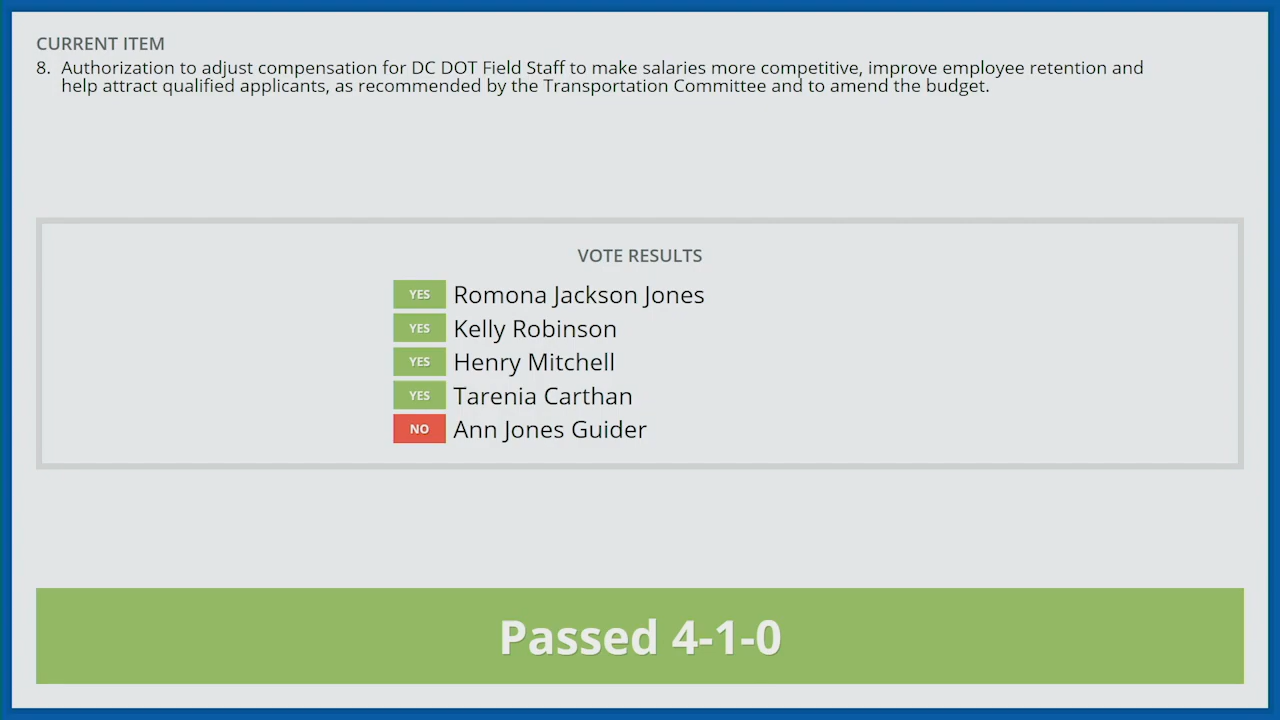 CURRENT ITEM
8. Authorization to adjust compensation for DC DOT Field Staff to make salaries more competitive, improve employee retention and
help attract qualified applicants, as recommended by the Transportation Committee and to amend the budget.
VOTE RESULTS
YES Romona Jackson Jones
YES Kelly Robinson
YES Henry Mitchell
YES Tarenia Carthan
NO Ann Jones Guider
Passed 4-1-0